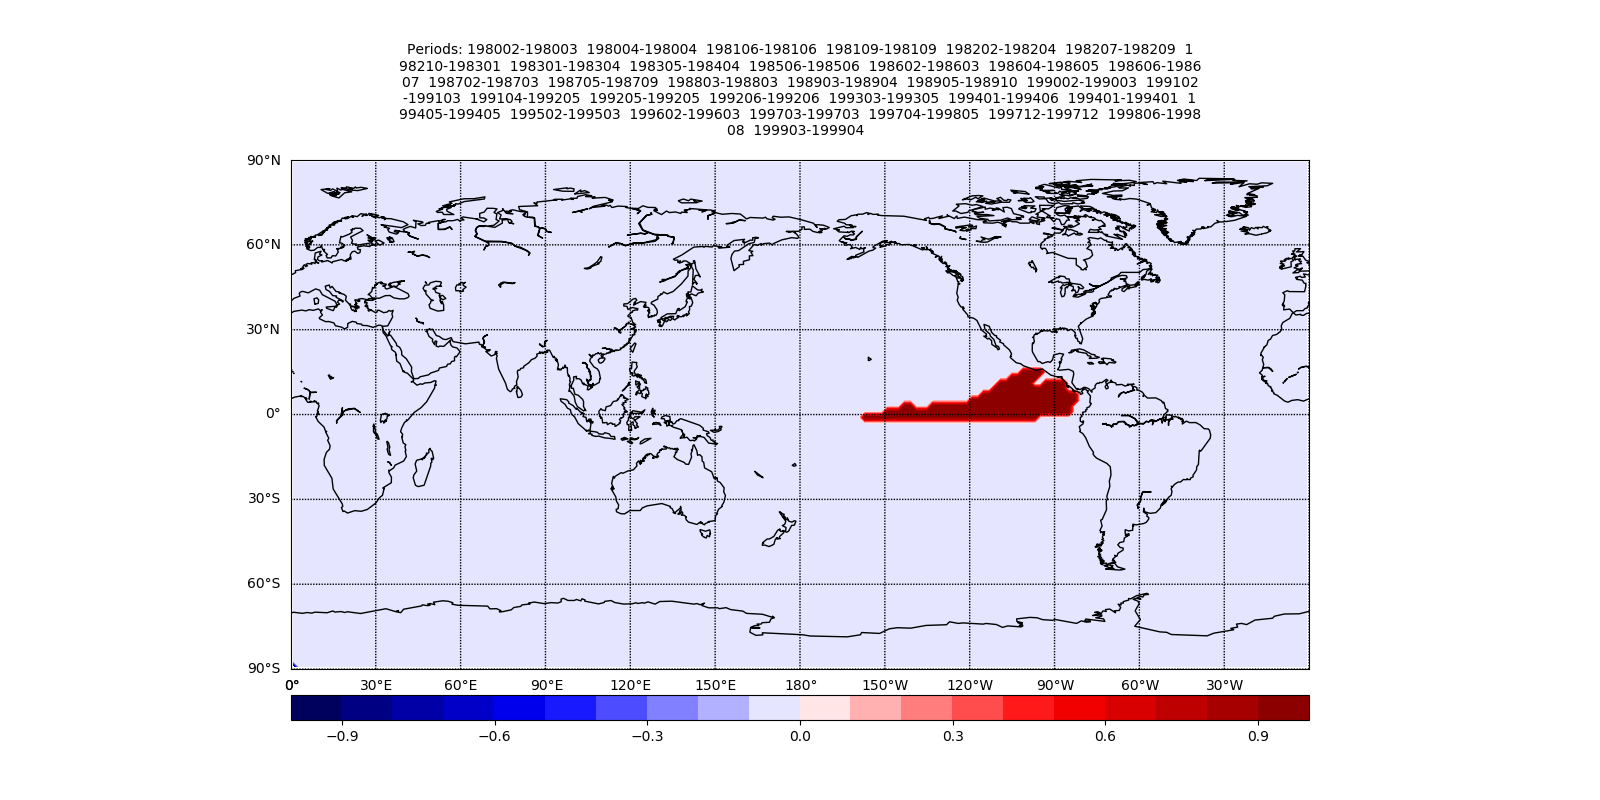 Periods: 198002-198003  198004-198004  198106-198106  198109-198109  198202-198204  198207-198209  1
98210-198301  198301-198304  198305-198404  198506-198506  198602-198603  198604-198605  198606-1986
07  198702-198703  198705-198709  198803-198803  198903-198904  198905-198910  199002-199003  199102
-199103  199104-199205  199205-199205  199206-199206  199303-199305  199401-199406  199401-199401  1
99405-199405  199502-199503  199602-199603  199703-199703  199704-199805  199712-199712  199806-1998
08  199903-199904
90°N
60°N
30°N
0°
30°S
60°S
90°S
0° 30°E 60°E 90°E 120°E 150°E 180° 150°W 120°W 90°W 60°W 30°W
−0.9 −0.6 −0.3 0.0 0.3 0.6 0.9